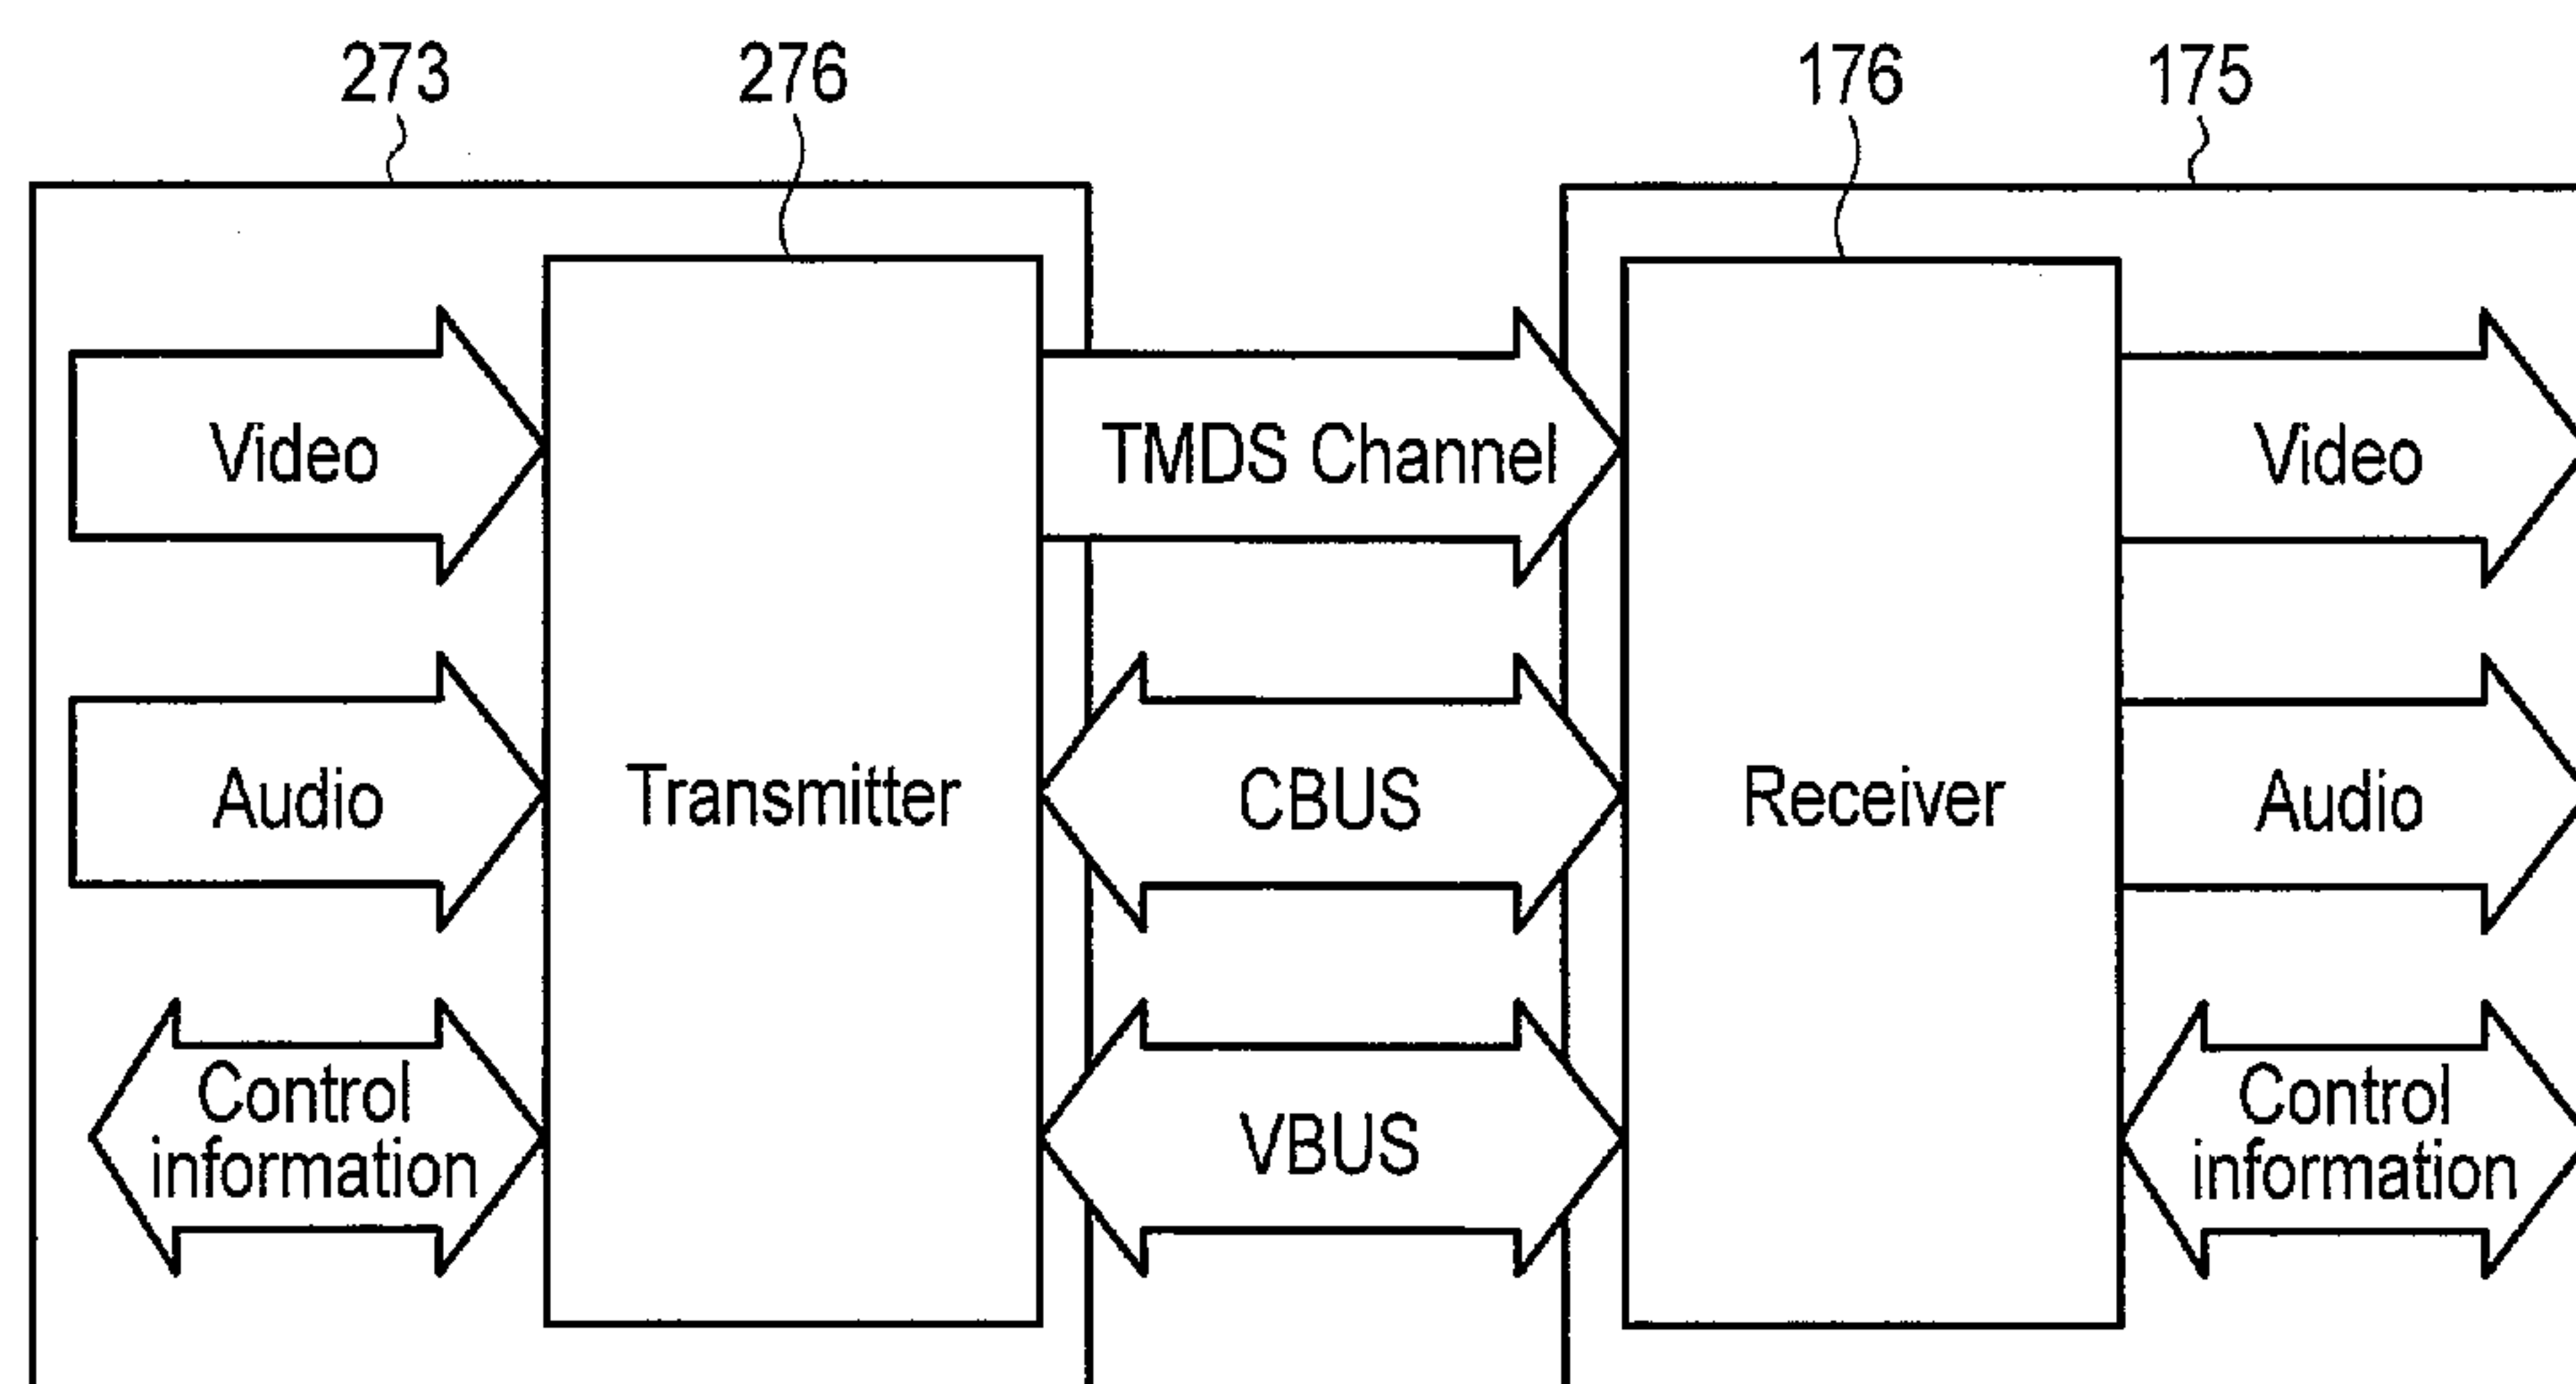 273
276
176
175
Video
TMDS Channel
Video
Audio
Transmitter
CBUS
Receiver
Audio
Control
information
VBUS
Control
information